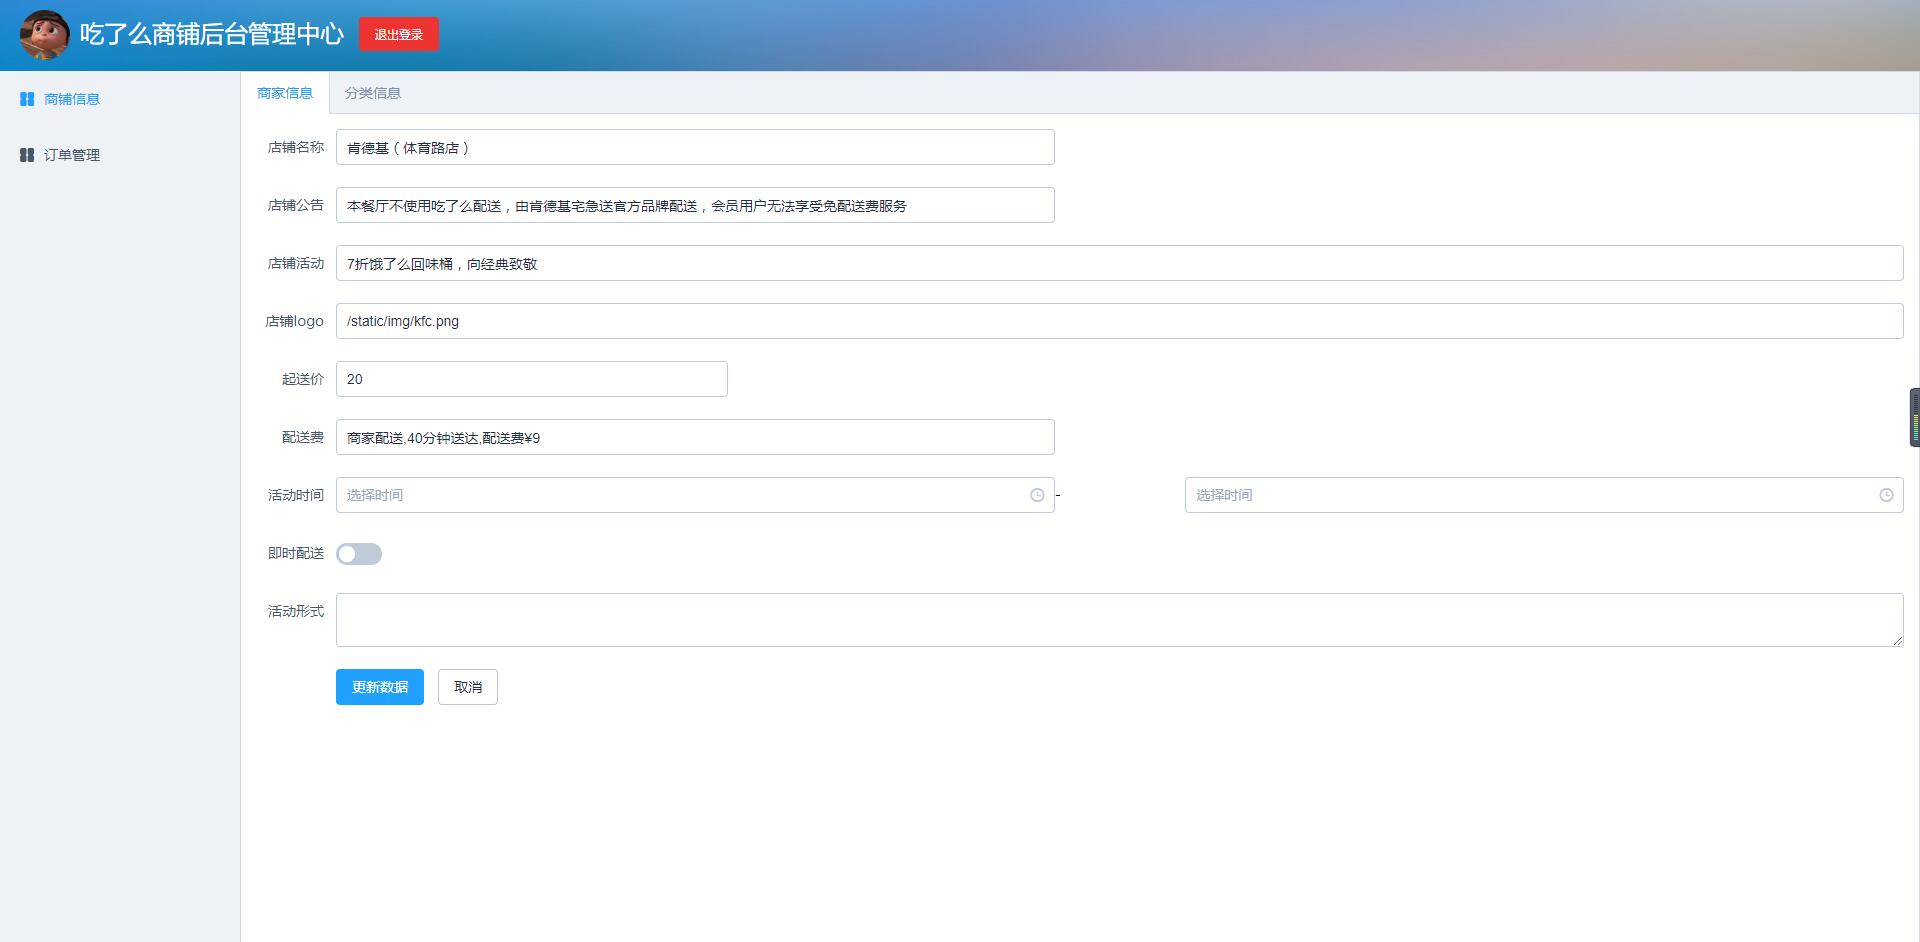 吃了么商铺后台管理中心 退出登录
商铺信息
订单管理
商家信息 分类信息
店铺名称 肯德基（体育路店）
店铺公告 本餐厅不使用吃了么配送，由肯德基宅急送官方品牌配送，会员用户无法享受免配送费服务
店铺活动 7折饿了么回味桶，向经典致敬
店铺logo /static/img/kfc.png
起送价 20
配送费 商家配送,40分钟送达,配送费¥9
活动时间 选择时间 - 选择时间
即时配送
活动形式
更新数据 取消